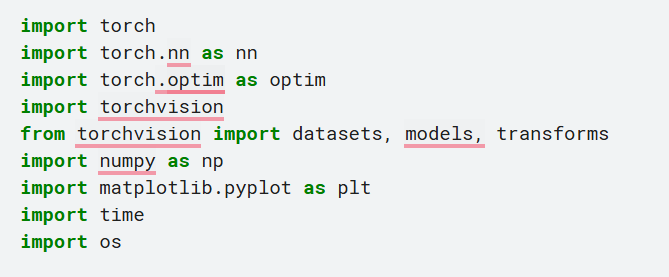 import torch
import torch.nn as nn
import torch.optim as optim
import torchvision
from torchvision import datasets, models, transforms
import numpy as np
import matplotlib.pyplot as plt
import time
import os